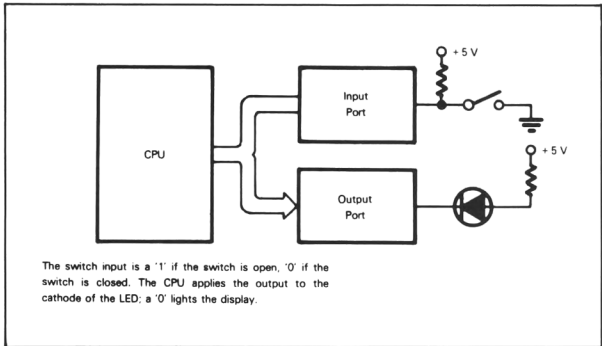 + 5 V
Input
Port
CPU
+ 5 V
Output
Port
The switch input is a '1' if the switch is open, '0' if the
switch is closed. The CPU applies the output to the
cathode of the LED; a '0' lights the display.